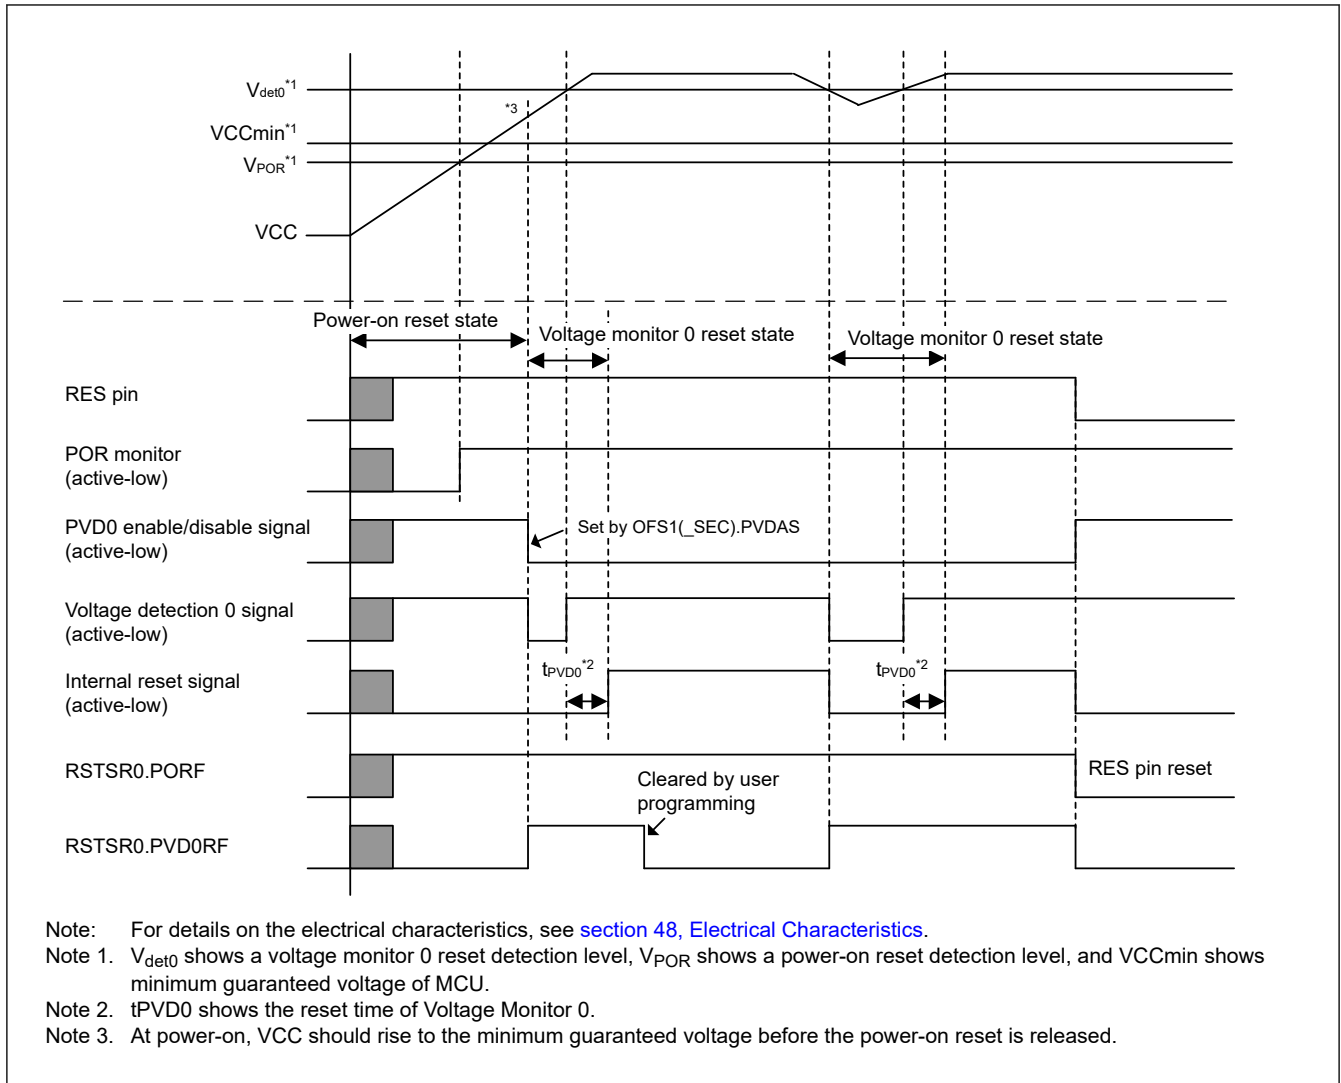 Vdet0*1
*3
VCCmin*1
VPOR*1
VCC
Power-on reset state
Voltage monitor 0 reset state
Voltage monitor 0 reset state
RES pin
POR monitor
(active-low)
PVD0 enable/disable signal
(active-low)
Set by OFS1(_SEC).PVDAS
Voltage detection 0 signal
(active-low)
tPVD0*2
tPVD0*2
Internal reset signal
(active-low)
RSTSR0.PORF
RES pin reset
Cleared by user
programming
RSTSR0.PVD0RF
Note: For details on the electrical characteristics, see section 48, Electrical Characteristics.
Note 1. Vdet0 shows a voltage monitor 0 reset detection level, VPOR shows a power-on reset detection level, and VCCmin shows
minimum guaranteed voltage of MCU.
Note 2. tPVD0 shows the reset time of Voltage Monitor 0.
Note 3. At power-on, VCC should rise to the minimum guaranteed voltage before the power-on reset is released.